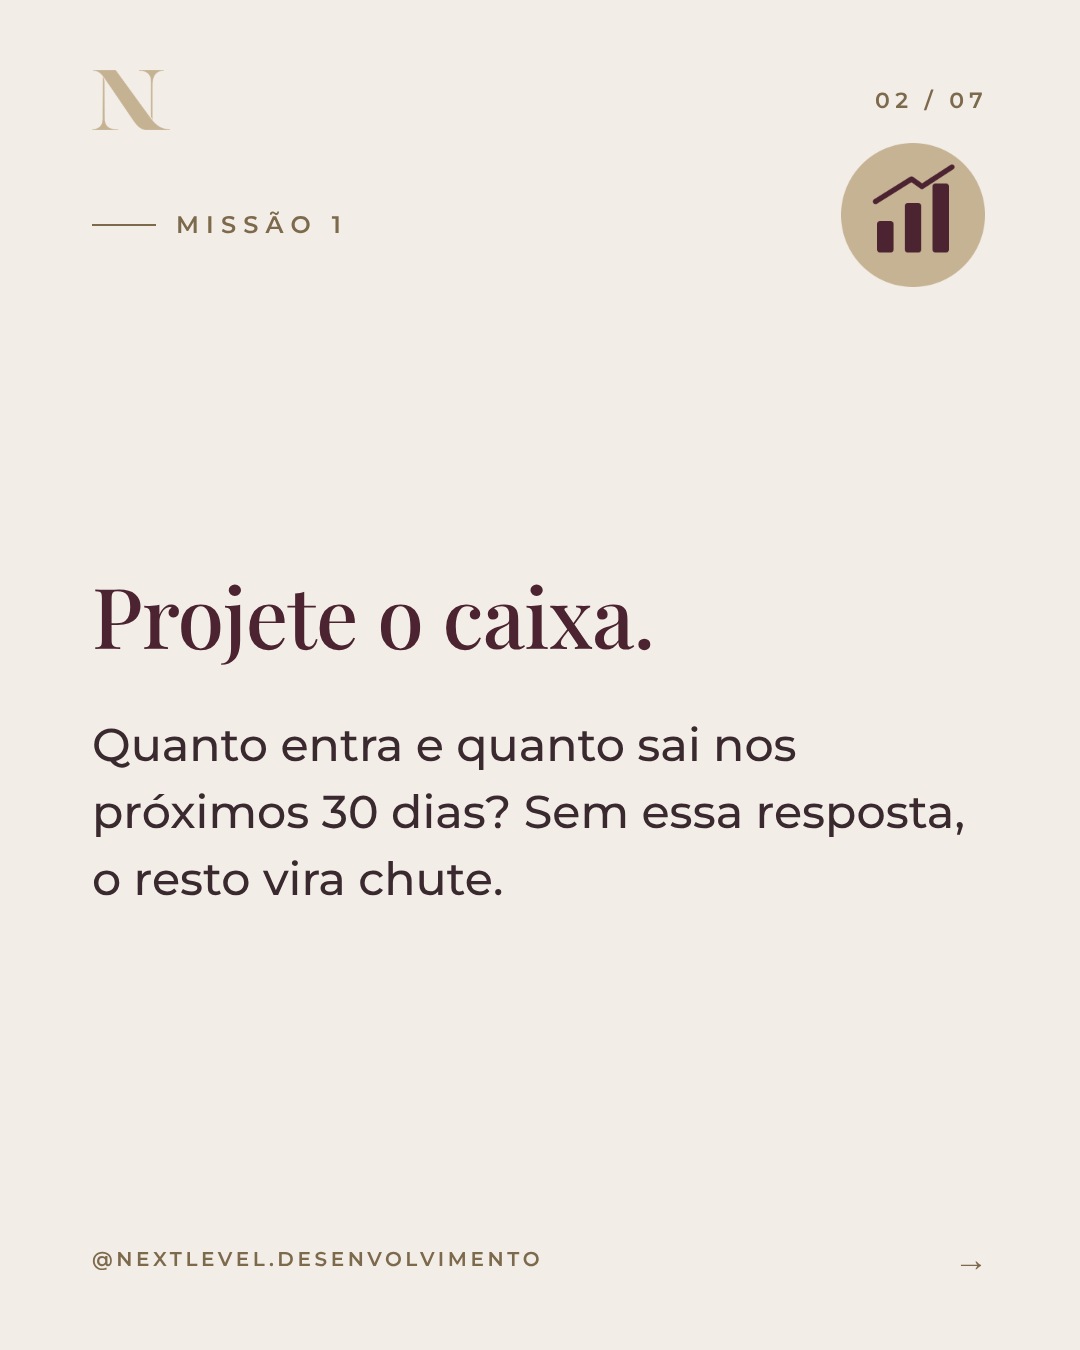 N
02 / 07
MISSÃO 1
Projete o caixa.
Quanto entra e quanto sai nos
próximos 30 dias? Sem essa resposta,
o resto vira chute.
@NEXTLEVEL.DESENVOLVIMENTO
→